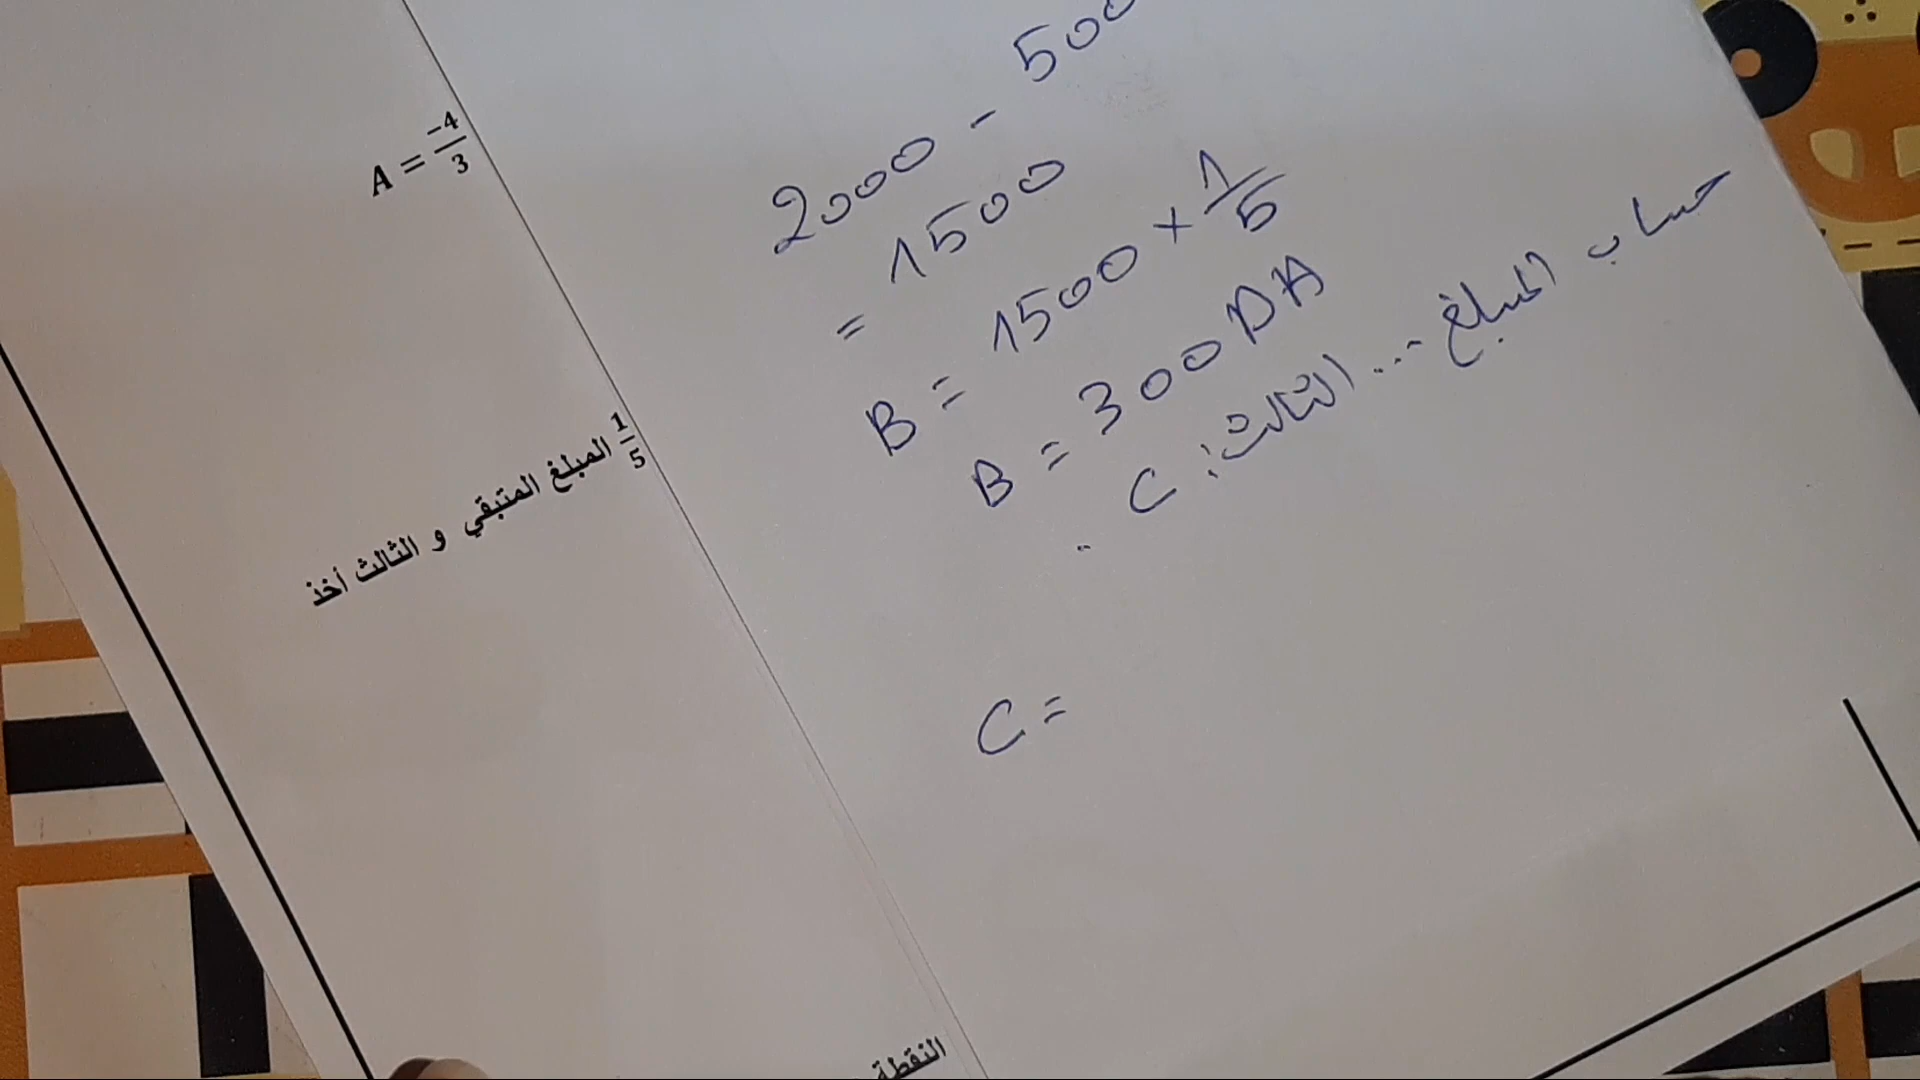 2000 - 500
= 1500
B = 1500 × 1/5
B = 300 DA
حساب المبلغ ... الثالث: C
C =
A = -4/3
1/5 المبلغ المتبقي و الثالث أخذ
النقطة